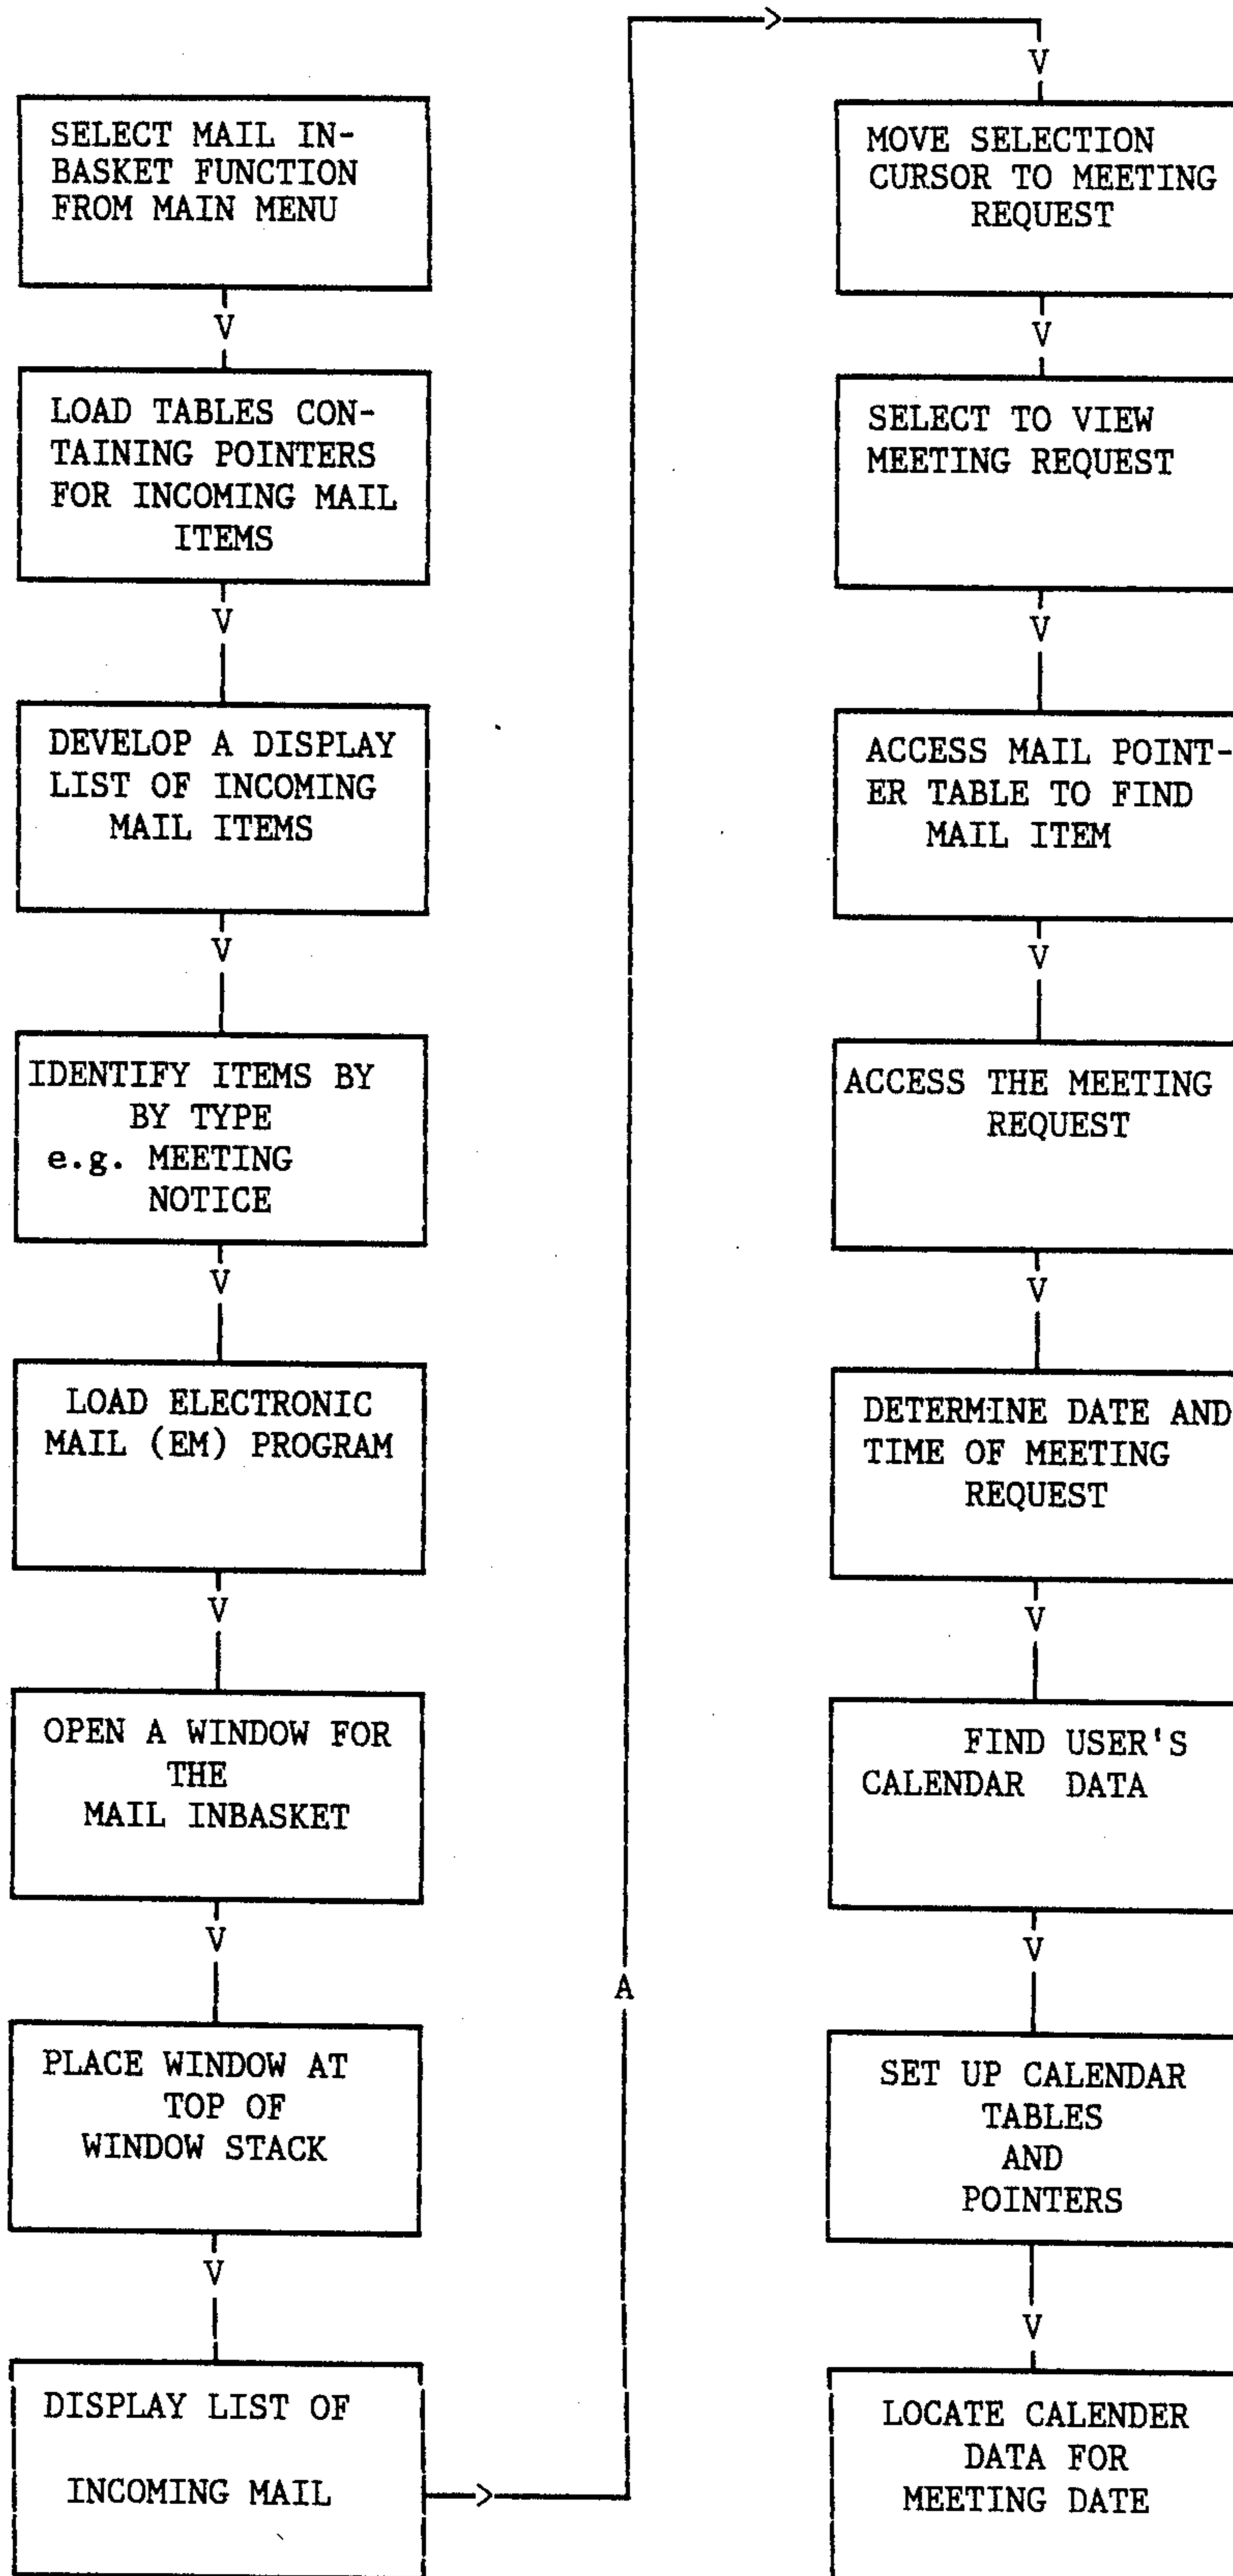 SELECT MAIL IN-
BASKET FUNCTION
FROM MAIN MENU
V
LOAD TABLES CON-
TAINING POINTERS
FOR INCOMING MAIL
ITEMS
V
DEVELOP A DISPLAY
LIST OF INCOMING
MAIL ITEMS
V
IDENTIFY ITEMS BY
BY TYPE
e.g. MEETING
NOTICE
V
LOAD ELECTRONIC
MAIL (EM) PROGRAM
V
OPEN A WINDOW FOR
THE
MAIL INBASKET
V
PLACE WINDOW AT
TOP OF
WINDOW STACK
V
DISPLAY LIST OF
INCOMING MAIL
>
A
>
V
MOVE SELECTION
CURSOR TO MEETING
REQUEST
V
SELECT TO VIEW
MEETING REQUEST
V
ACCESS MAIL POINT-
ER TABLE TO FIND
MAIL ITEM
V
ACCESS THE MEETING
REQUEST
V
DETERMINE DATE AND
TIME OF MEETING
REQUEST
V
FIND USER'S
CALENDAR DATA
V
SET UP CALENDAR
TABLES
AND
POINTERS
V
LOCATE CALENDER
DATA FOR
MEETING DATE